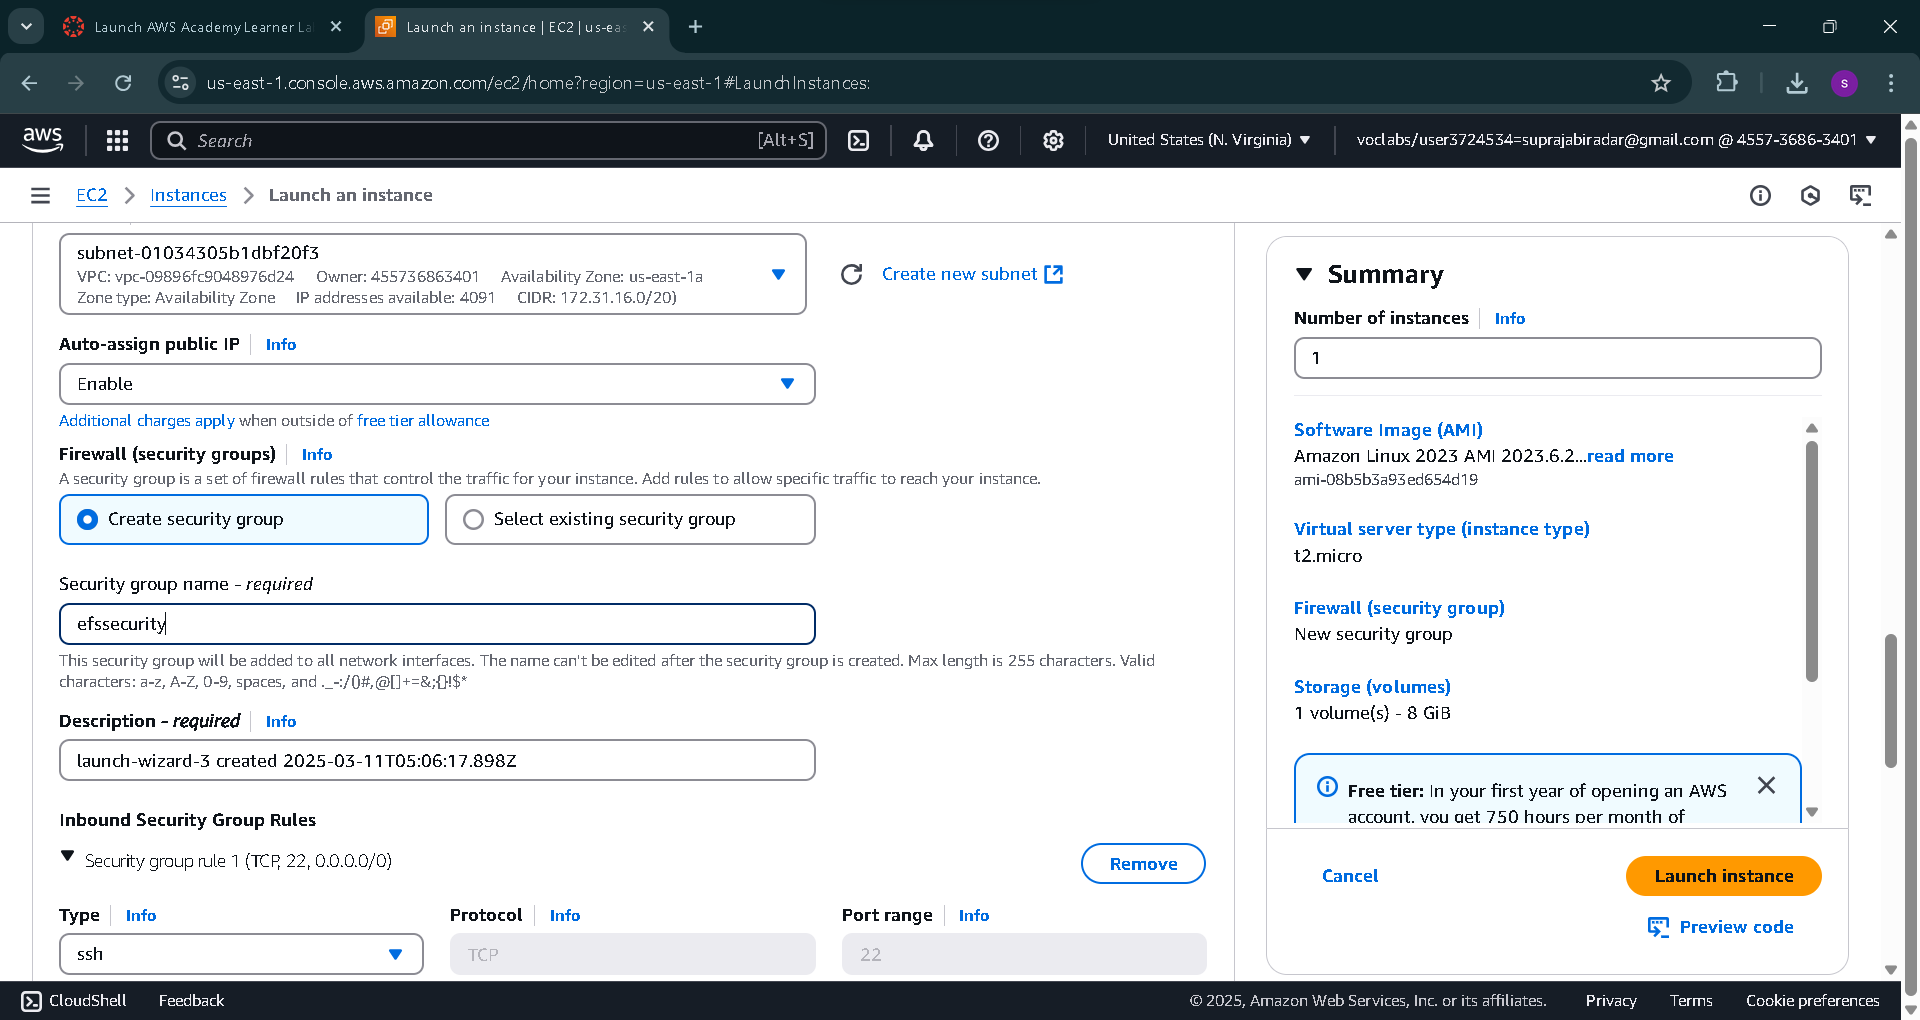 Launch AWS Academy Learner La
Launch an instance | EC2 | us-eas
us-east-1.console.aws.amazon.com/ec2/home?region=us-east-1#LaunchInstances:
S
aws
Search
[Alt+S]
United States (N. Virginia)
voclabs/user3724534=suprajabiradar@gmail.com @ 4557-3686-3401
EC2
Instances
Launch an instance
subnet-01034305b1dbf20f3
VPC: vpc-09896fc9048976d24 Owner: 455736863401 Availability Zone: us-east-1a
Zone type: Availability Zone IP addresses available: 4091 CIDR: 172.31.16.0/20)
Create new subnet
Auto-assign public IP
Info
Enable
Additional charges apply when outside of free tier allowance
Firewall (security groups)
Info
A security group is a set of firewall rules that control the traffic for your instance. Add rules to allow specific traffic to reach your instance.
Create security group
Select existing security group
Security group name - required
efssecurity
This security group will be added to all network interfaces. The name can't be edited after the security group is created. Max length is 255 characters. Valid
characters: a-z, A-Z, 0-9, spaces, and ._-:/()#,@[]+=&;{}!$*
Description - required
Info
launch-wizard-3 created 2025-03-11T05:06:17.898Z
Inbound Security Group Rules
Security group rule 1 (TCP, 22, 0.0.0.0/0)
Remove
Type
Info
Protocol
Info
Port range
Info
ssh
TCP
22
Summary
Number of instances
Info
1
Software Image (AMI)
Amazon Linux 2023 AMI 2023.6.2...read more
ami-08b5b3a93ed654d19
Virtual server type (instance type)
t2.micro
Firewall (security group)
New security group
Storage (volumes)
1 volume(s) - 8 GiB
Free tier: In your first year of opening an AWS
account, you get 750 hours per month of
Cancel
Launch instance
Preview code
CloudShell
Feedback
© 2025, Amazon Web Services, Inc. or its affiliates.
Privacy
Terms
Cookie preferences